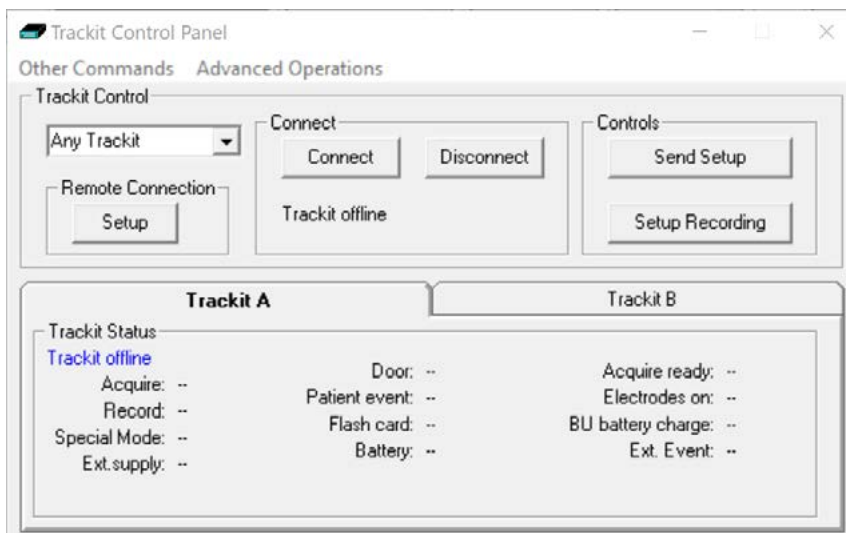 Trackit Control Panel
Other Commands Advanced Operations
Trackit Control
Any Trackit
Remote Connection
Setup
Connect
Connect Disconnect
Trackit offline
Controls
Send Setup
Setup Recording
Trackit A Trackit B
Trackit Status
Trackit offline
Acquire: --
Record: --
Special Mode: --
Ext.supply: --
Door: --
Patient event: --
Flash card: --
Battery: --
Acquire ready: --
Electrodes on: --
BU battery charge: --
Ext. Event: --